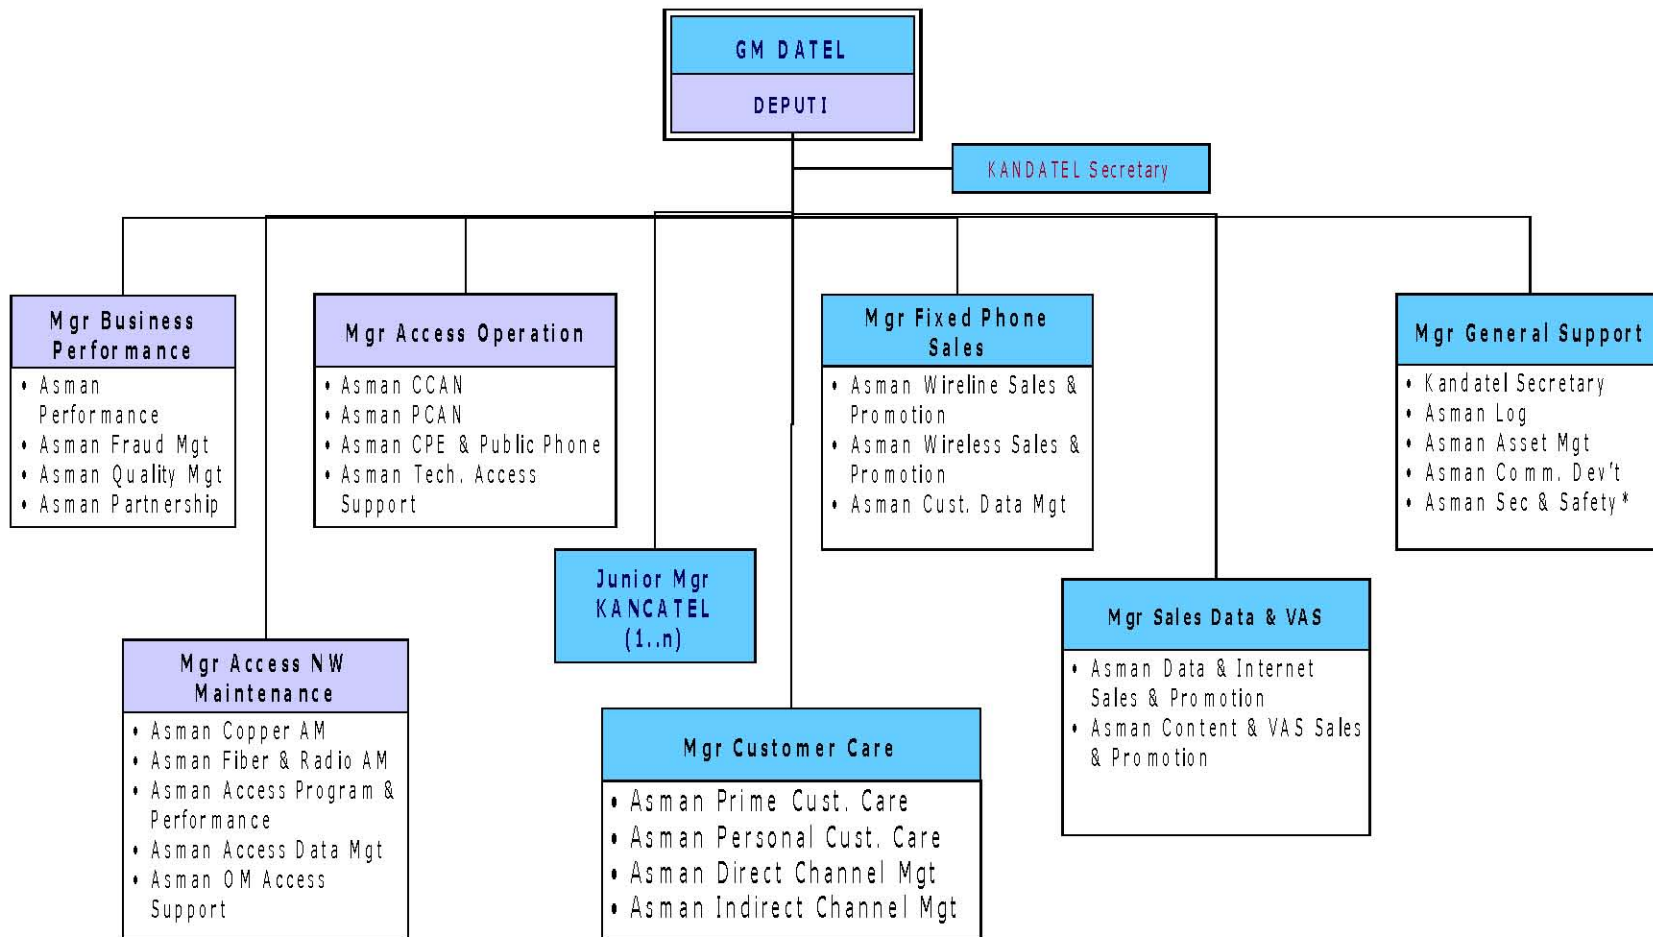 GM DATEL
DEPUTI
KANDATEL Secretary
Mgr Business
Performance
• Asman
Performance
• Asman Fraud Mgt
• Asman Quality Mgt
• Asman Partnership
Mgr Access Operation
• Asman CCAN
• Asman PCAN
• Asman CPE & Public Phone
• Asman Tech. Access
Support
Mgr Fixed Phone
Sales
• Asman Wireline Sales &
Promotion
• Asman Wireless Sales &
Promotion
• Asman Cust. Data Mgt
Mgr General Support
• Kandatel Secretary
• Asman Log
• Asman Asset Mgt
• Asman Comm. Dev't
• Asman Sec & Safety*
Junior Mgr
KANCATEL
(1..n)
Mgr Sales Data & VAS
• Asman Data & Internet
Sales & Promotion
• Asman Content & VAS Sales
& Promotion
Mgr Access NW
Maintenance
• Asman Copper AM
• Asman Fiber & Radio AM
• Asman Access Program &
Performance
• Asman Access Data Mgt
• Asman OM Access
Support
Mgr Customer Care
• Asman Prime Cust. Care
• Asman Personal Cust. Care
• Asman Direct Channel Mgt
• Asman Indirect Channel Mgt